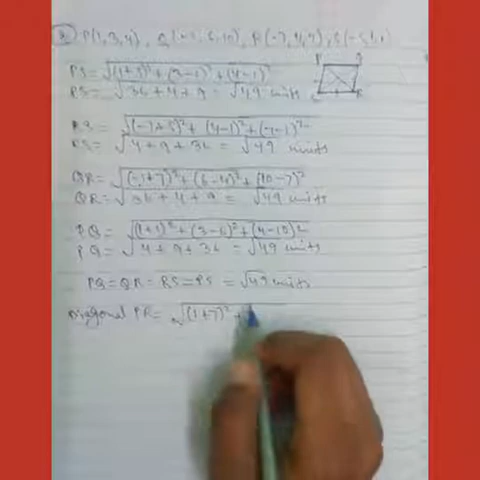 ③ P(1,3,4), Q(-1,6,10), R(-7,4,7), S(-5,1,1)
P Q
S R
PS = √(1+5)²+(3-1)²+(4-1)²
PS = √36+4+9 = √49 units
RS = √(-7+5)²+(4-1)²+(7-1)²
RS = √4+9+36 = √49 units
QR = √(-1+7)²+(6-4)²+(10-7)²
QR = √36+4+9 = √49 units
PQ = √(1+1)²+(3-6)²+(4-10)²
PQ = √4+9+36 = √49 units
PQ=QR=RS=PS = √49 units
Diagonal PR = √(1+7)²+